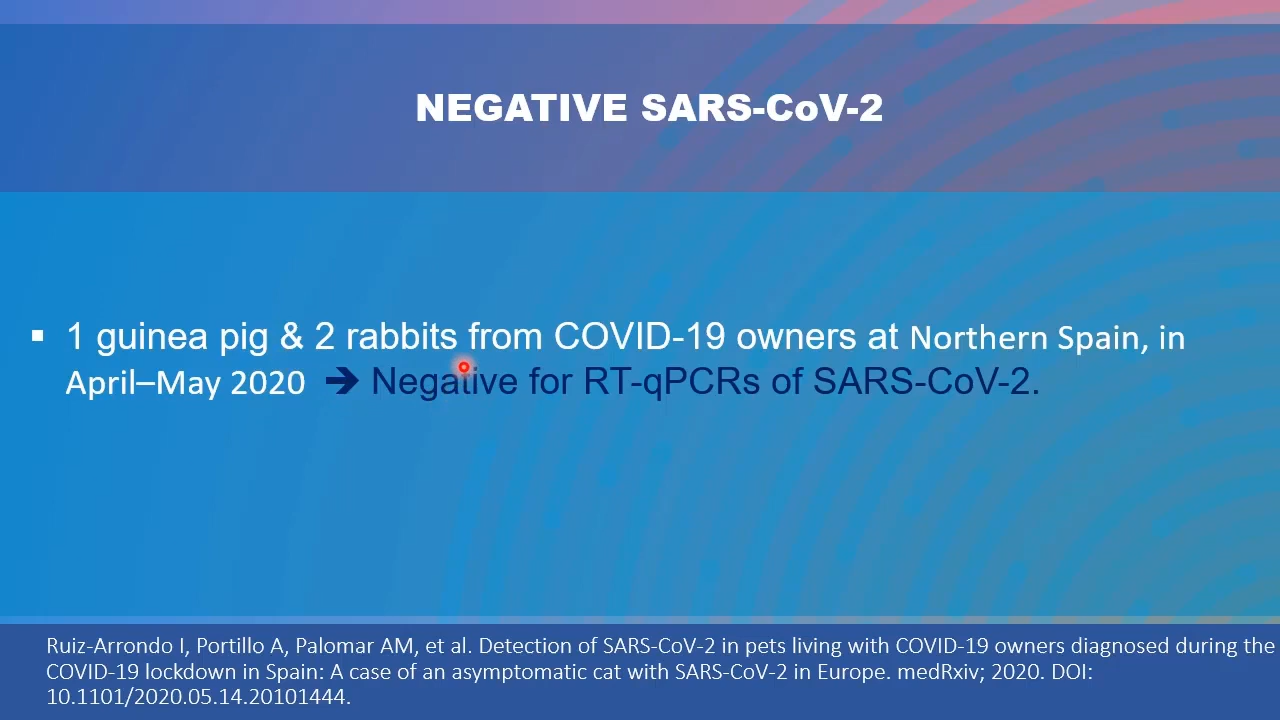 NEGATIVE SARS-CoV-2
▪ 1 guinea pig & 2 rabbits from COVID-19 owners at Northern Spain, in
April–May 2020 ➔ Negative for RT-qPCRs of SARS-CoV-2.
Ruiz-Arrondo I, Portillo A, Palomar AM, et al. Detection of SARS-CoV-2 in pets living with COVID-19 owners diagnosed during the
COVID-19 lockdown in Spain: A case of an asymptomatic cat with SARS-CoV-2 in Europe. medRxiv; 2020. DOI:
10.1101/2020.05.14.20101444.